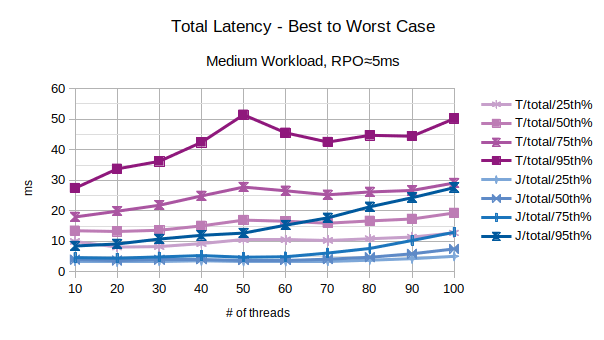 Total Latency - Best to Worst Case
Medium Workload, RPO≈5ms
60
50
40
30
20
10
0
ms
10 20 30 40 50 60 70 80 90 100
# of threads
T/total/25th%
T/total/50th%
T/total/75th%
T/total/95th%
J/total/25th%
J/total/50th%
J/total/75th%
J/total/95th%